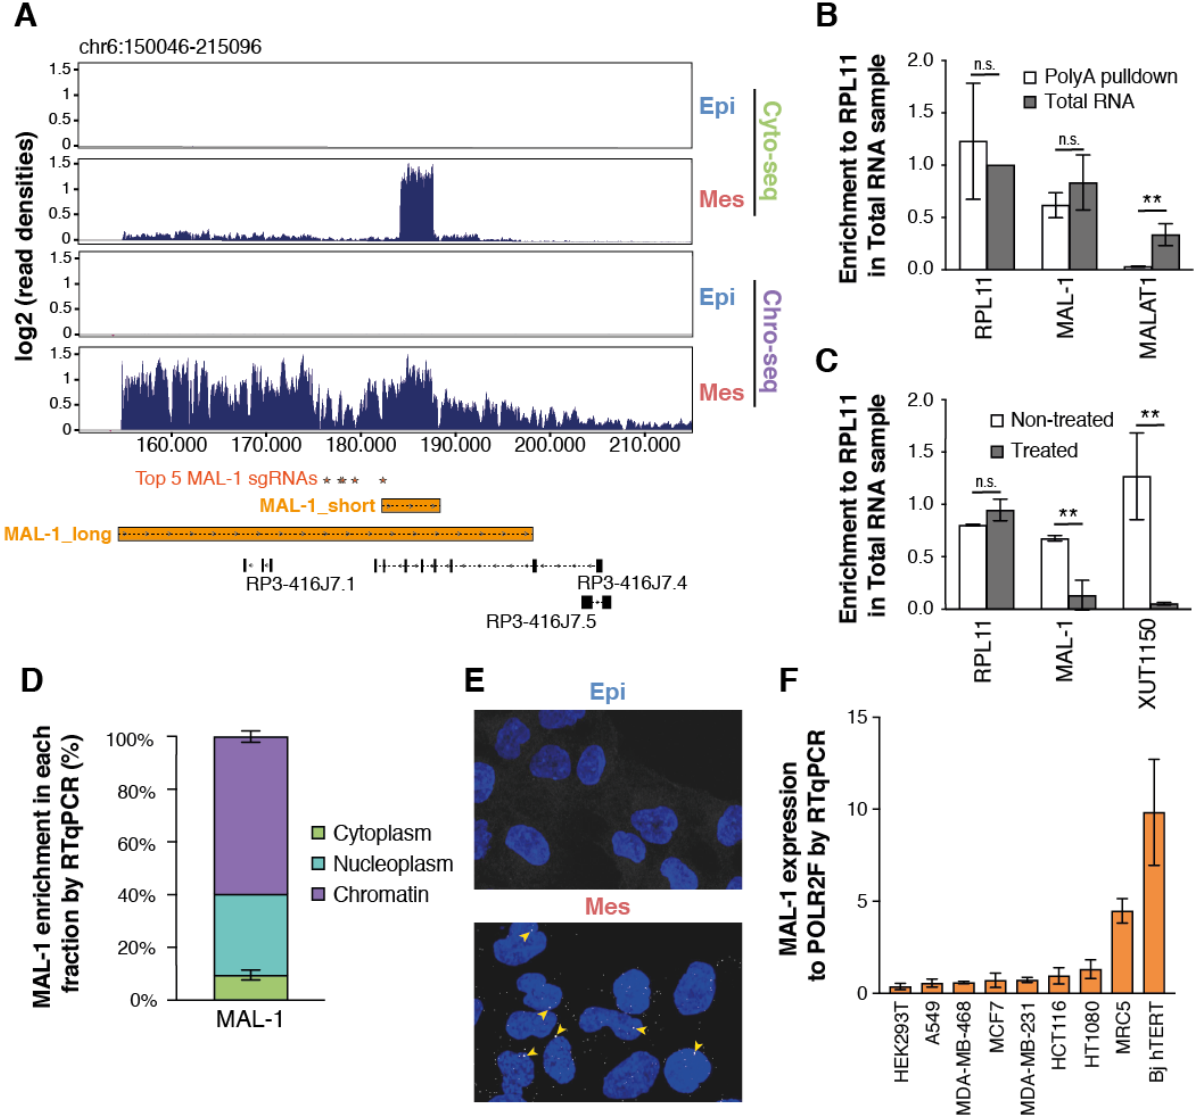 A
chr6:150046-215096
log2 (read densities)
1.5
1
0.5
0
Epi
1.5
1
0.5
0
Mes
Cyto-seq
1.5
1
0.5
0
Epi
1.5
1
0.5
0
Mes
Chro-seq
160.000 170.000 180.000 190.000 200.000 210.000
Top 5 MAL-1 sgRNAs * * * *
MAL-1_short
MAL-1_long
RP3-416J7.1
RP3-416J7.4
RP3-416J7.5
B
Enrichment to RPL11
in Total RNA sample
2.0
1.5
1.0
0.5
0.0
PolyA pulldown
Total RNA
n.s.
n.s.
**
RPL11
MAL-1
MALAT1
C
Enrichment to RPL11
in Total RNA sample
2.0
1.5
1.0
0.5
0.0
Non-treated
Treated
n.s.
**
**
RPL11
MAL-1
XUT1150
D
MAL-1 enrichment in each
fraction by RTqPCR (%)
100%
80%
60%
40%
20%
0%
MAL-1
Cytoplasm
Nucleoplasm
Chromatin
E
Epi
Mes
F
MAL-1 expression
to POLR2F by RTqPCR
15
10
5
0
HEK293T
A549
MDA-MB-468
MCF7
MDA-MB-231
HCT116
HT1080
MRC5
Bj hTERT